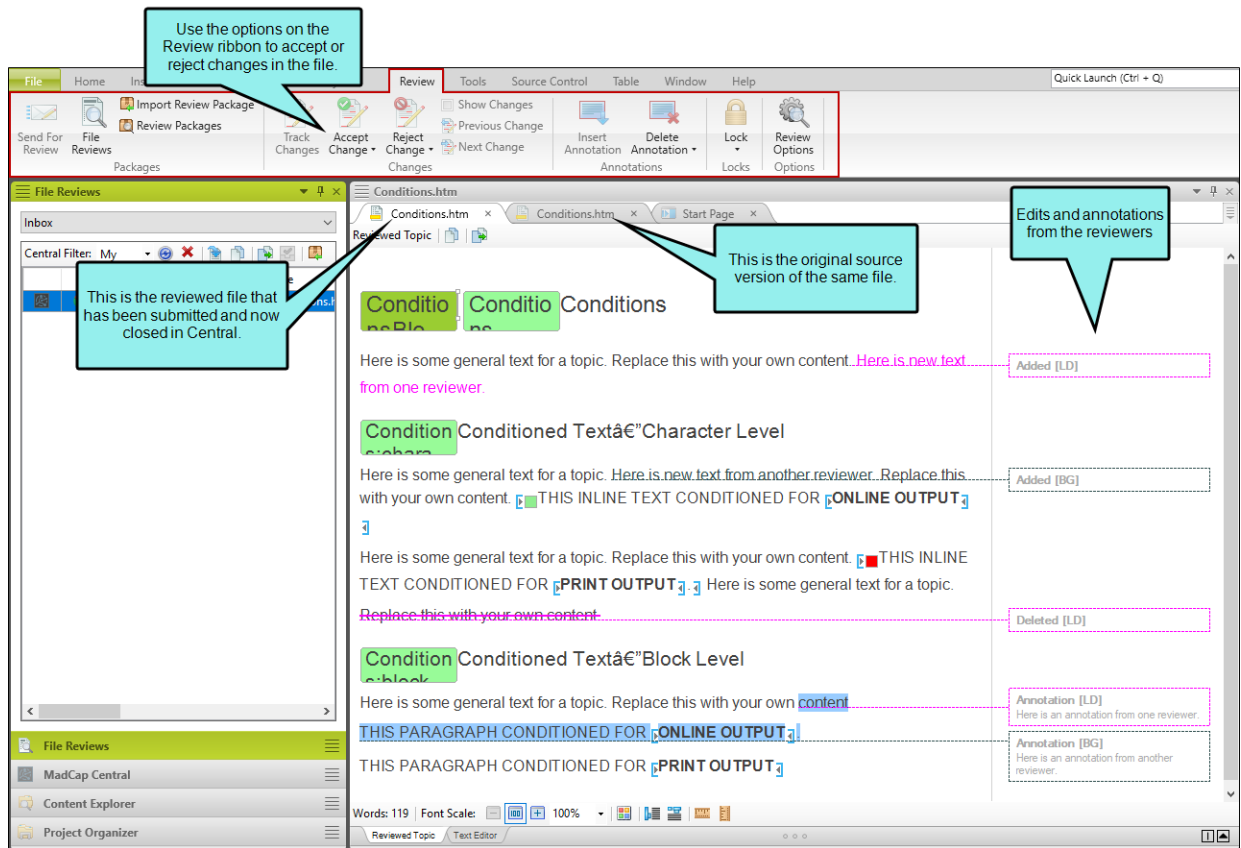 Use the options on the
Review ribbon to accept or
reject changes in the file.
File Home Ins Review Tools Source Control Table Window Help
Quick Launch (Ctrl + Q)
Import Review Package
Review Packages
Send For
Review
File
Reviews
Track
Changes
Accept
Change
Reject
Change
Show Changes
Previous Change
Next Change
Insert
Annotation
Delete
Annotation
Lock
Review
Options
Packages Changes Annotations Locks Options
File Reviews
Inbox
Central Filter: My
This is the reviewed file that
has been submitted and now
closed in Central.
Conditions.htm
Conditions.htm × Conditions.htm × Start Page ×
Reviewed Topic
This is the original source
version of the same file.
Edits and annotations
from the reviewers
Conditio Conditio Conditions
nsBlo ns
Here is some general text for a topic. Replace this with your own content. Here is new text
from one reviewer.
Added [LD]
Condition Conditioned Textâ€”Character Level
s:chara
Here is some general text for a topic. Here is new text from another reviewer. Replace this
with your own content. THIS INLINE TEXT CONDITIONED FOR ONLINE OUTPUT
Added [BG]
Here is some general text for a topic. Replace this with your own content. THIS INLINE
TEXT CONDITIONED FOR PRINT OUTPUT. Here is some general text for a topic.
Replace this with your own content.
Deleted [LD]
Condition Conditioned Textâ€”Block Level
s:block
Here is some general text for a topic. Replace this with your own content
THIS PARAGRAPH CONDITIONED FOR ONLINE OUTPUT.
THIS PARAGRAPH CONDITIONED FOR PRINT OUTPUT
Annotation [LD]
Here is an annotation from one reviewer.
Annotation [BG]
Here is an annotation from another
reviewer.
File Reviews
MadCap Central
Content Explorer
Project Organizer
Words: 119 Font Scale: 100%
Reviewed Topic Text Editor